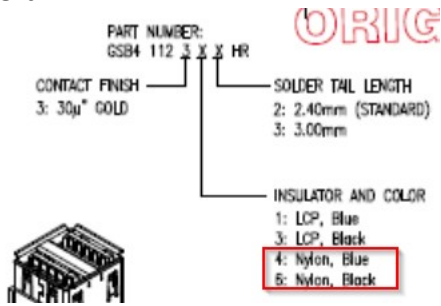 ORIG
PART NUMBER:
GSB4 112 3 X X HR
CONTACT FINISH
3: 30µ" GOLD
SOLDER TAIL LENGTH
2: 2.40mm (STANDARD)
3: 3.00mm
INSULATOR AND COLOR
1: LCP, Blue
3: LCP, Black
4: Nylon, Blue
Nylon, Black